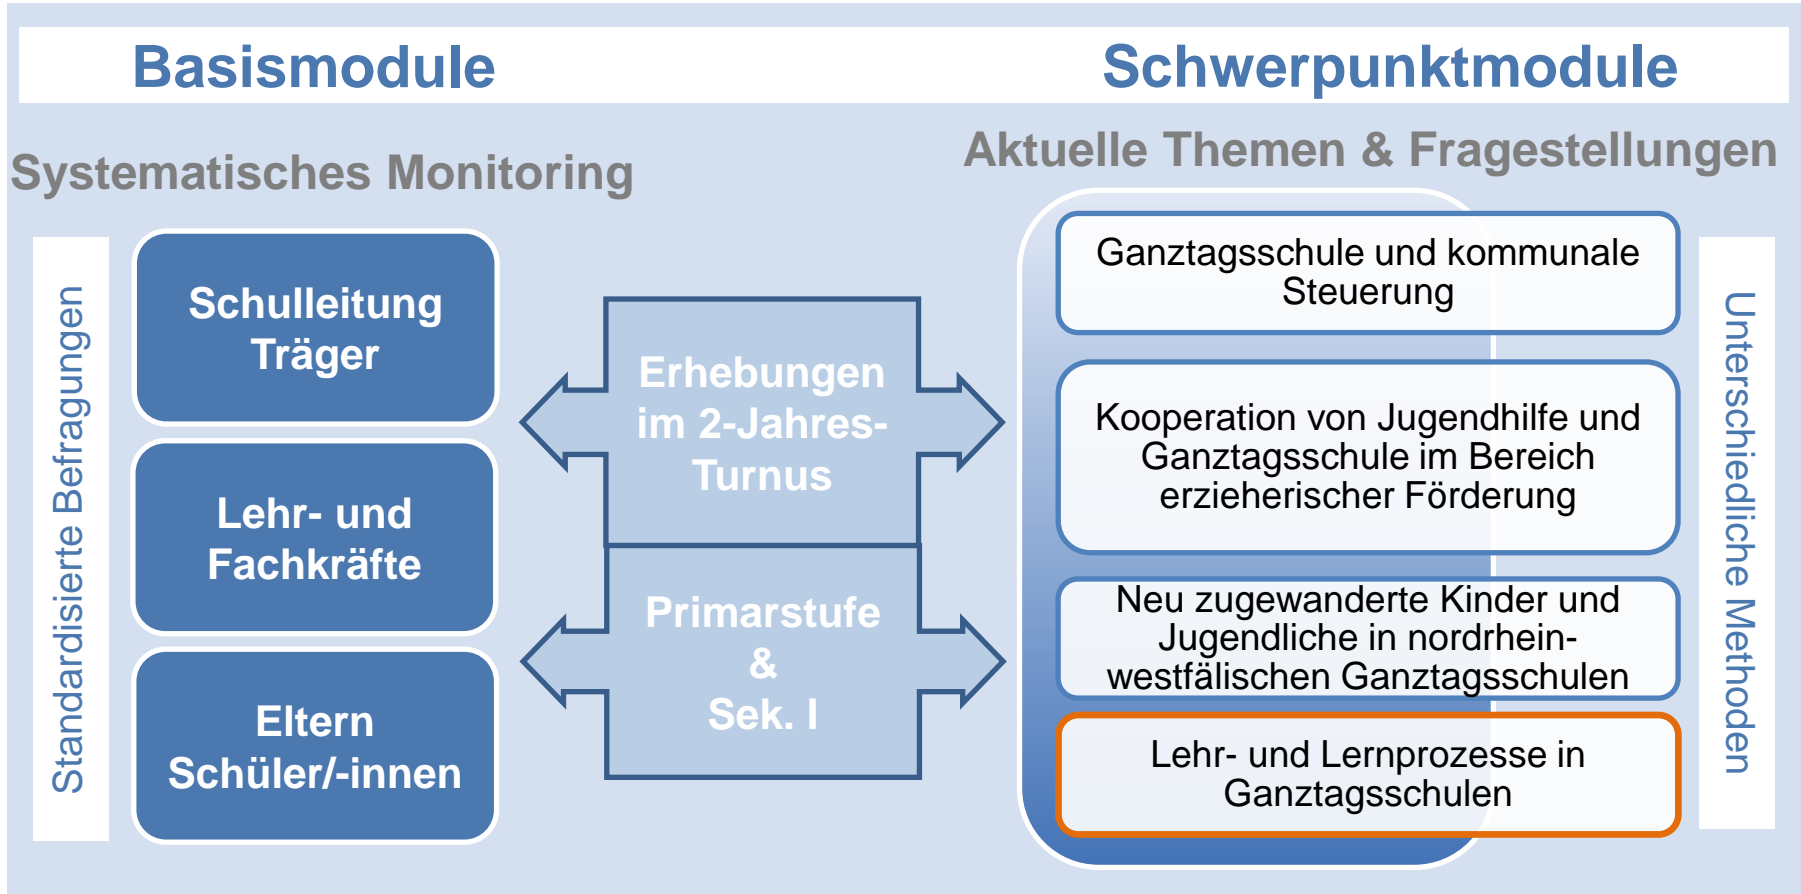 Basismodule
Schwerpunktmodule
Systematisches Monitoring
Aktuelle Themen & Fragestellungen
Standardisierte Befragungen
Schulleitung
Träger
Lehr- und
Fachkräfte
Eltern
Schüler/-innen
Erhebungen
im 2-Jahres-
Turnus
Primarstufe
&
Sek. I
Ganztagsschule und kommunale
Steuerung
Kooperation von Jugendhilfe und
Ganztagsschule im Bereich
erzieherischer Förderung
Neu zugewanderte Kinder und
Jugendliche in nordrhein-
westfälischen Ganztagsschulen
Lehr- und Lernprozesse in
Ganztagsschulen
Unterschiedliche Methoden